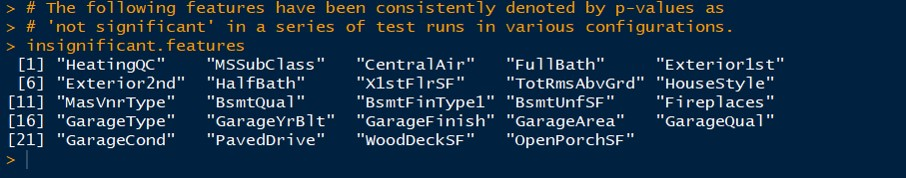 > # The following features have been consistently denoted by p-values as
> # 'not significant' in a series of test runs in various configurations.
> insignificant.features
[1] "HeatingQC" "MSSubClass" "CentralAir" "FullBath" "Exterior1st"
[6] "Exterior2nd" "HalfBath" "X1stFlrSF" "TotRmsAbvGrd" "HouseStyle"
[11] "MasVnrType" "BsmtQual" "BsmtFinType1" "BsmtUnfSF" "Fireplaces"
[16] "GarageType" "GarageYrBlt" "GarageFinish" "GarageArea" "GarageQual"
[21] "GarageCond" "PavedDrive" "WoodDeckSF" "OpenPorchSF"
>